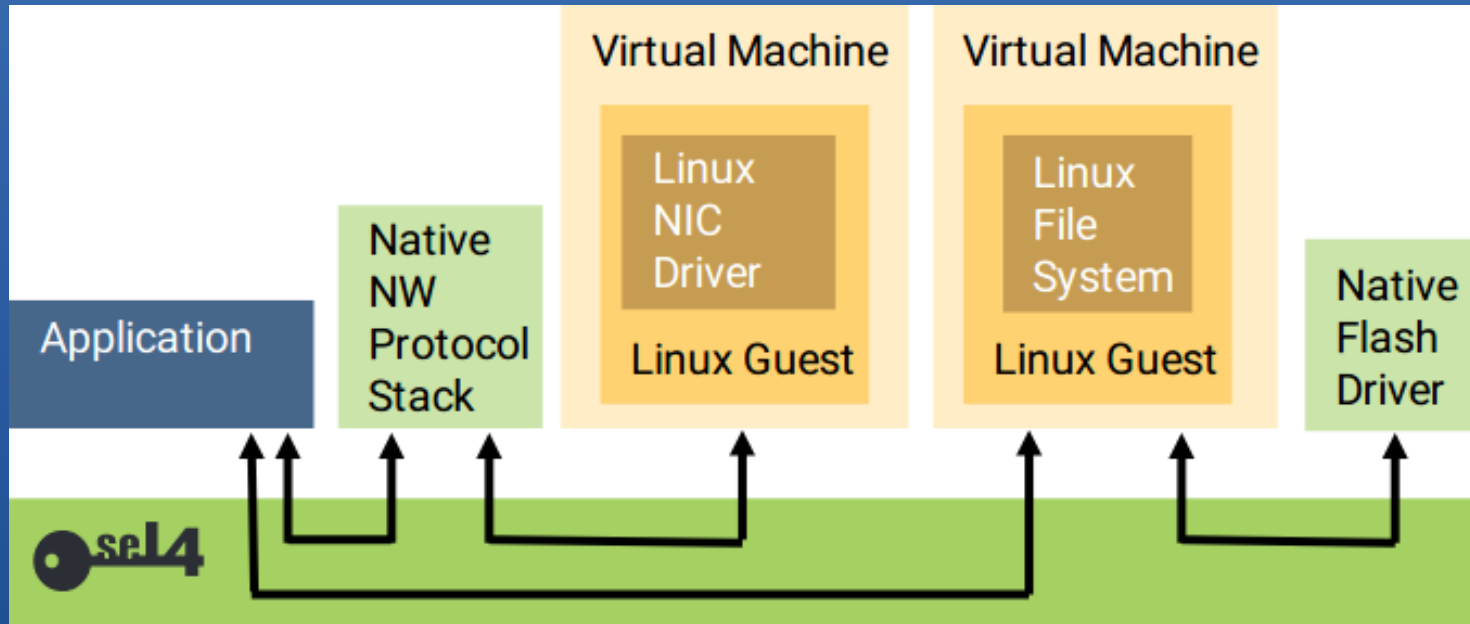 Application
Native
NW
Protocol
Stack
Virtual Machine
Linux
NIC
Driver
Linux Guest
Virtual Machine
Linux
File
System
Linux Guest
Native
Flash
Driver
seL4